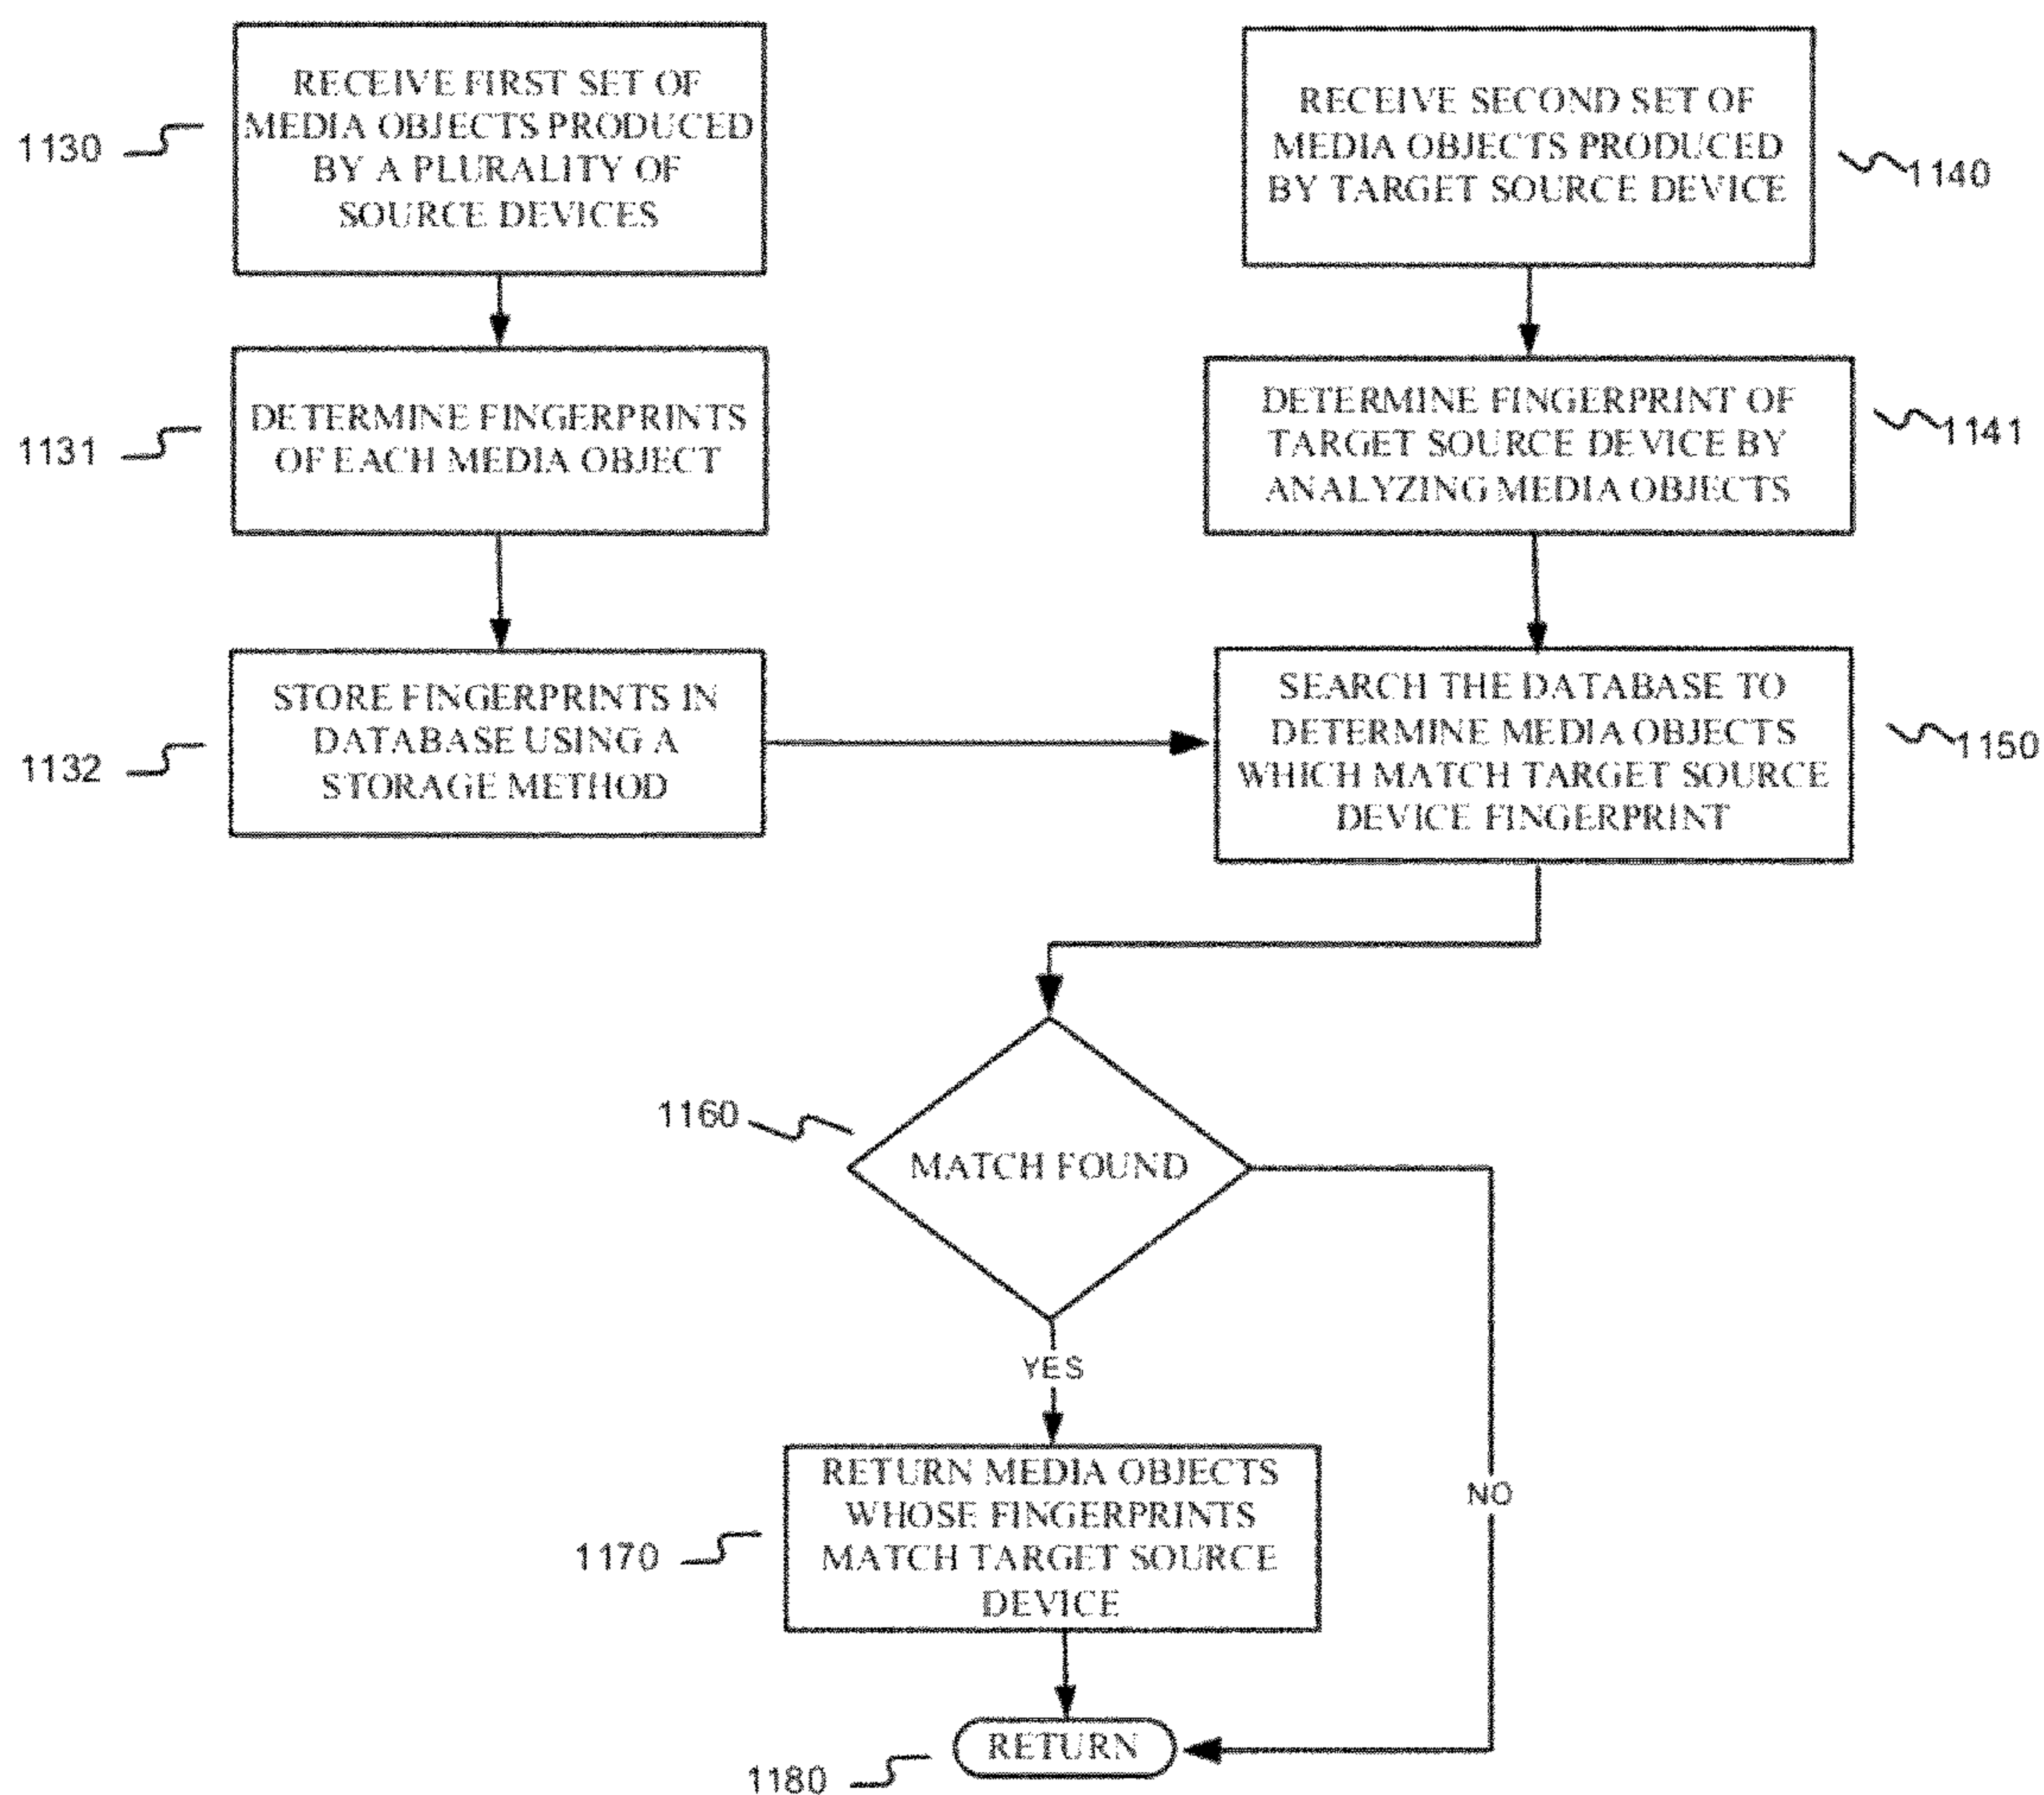 RECEIVE FIRST SET OF
MEDIA OBJECTS PRODUCED
BY A PLURALITY OF
SOURCE DEVICES
1130
DETERMINE FINGERPRINTS
OF EACH MEDIA OBJECT
1131
STORE FINGERPRINTS IN
DATABASE USING A
STORAGE METHOD
1132
RECEIVE SECOND SET OF
MEDIA OBJECTS PRODUCED
BY TARGET SOURCE DEVICE
1140
DETERMINE FINGERPRINT OF
TARGET SOURCE DEVICE BY
ANALYZING MEDIA OBJECTS
1141
SEARCH THE DATABASE TO
DETERMINE MEDIA OBJECTS
WHICH MATCH TARGET SOURCE
DEVICE FINGERPRINT
1150
1160
MATCH FOUND
YES
NO
RETURN MEDIA OBJECTS
WHOSE FINGERPRINTS
MATCH TARGET SOURCE
DEVICE
1170
RETURN
1180